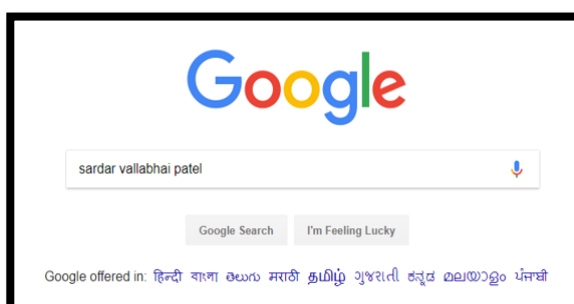 Google
sardar vallabhai patel
Google Search I'm Feeling Lucky
Google offered in: हिन्दी বাংলা తెలుగు मराठी தமிழ் ગુજરાતી ಕನ್ನಡ മലയാളം ਪੰਜਾਬੀ